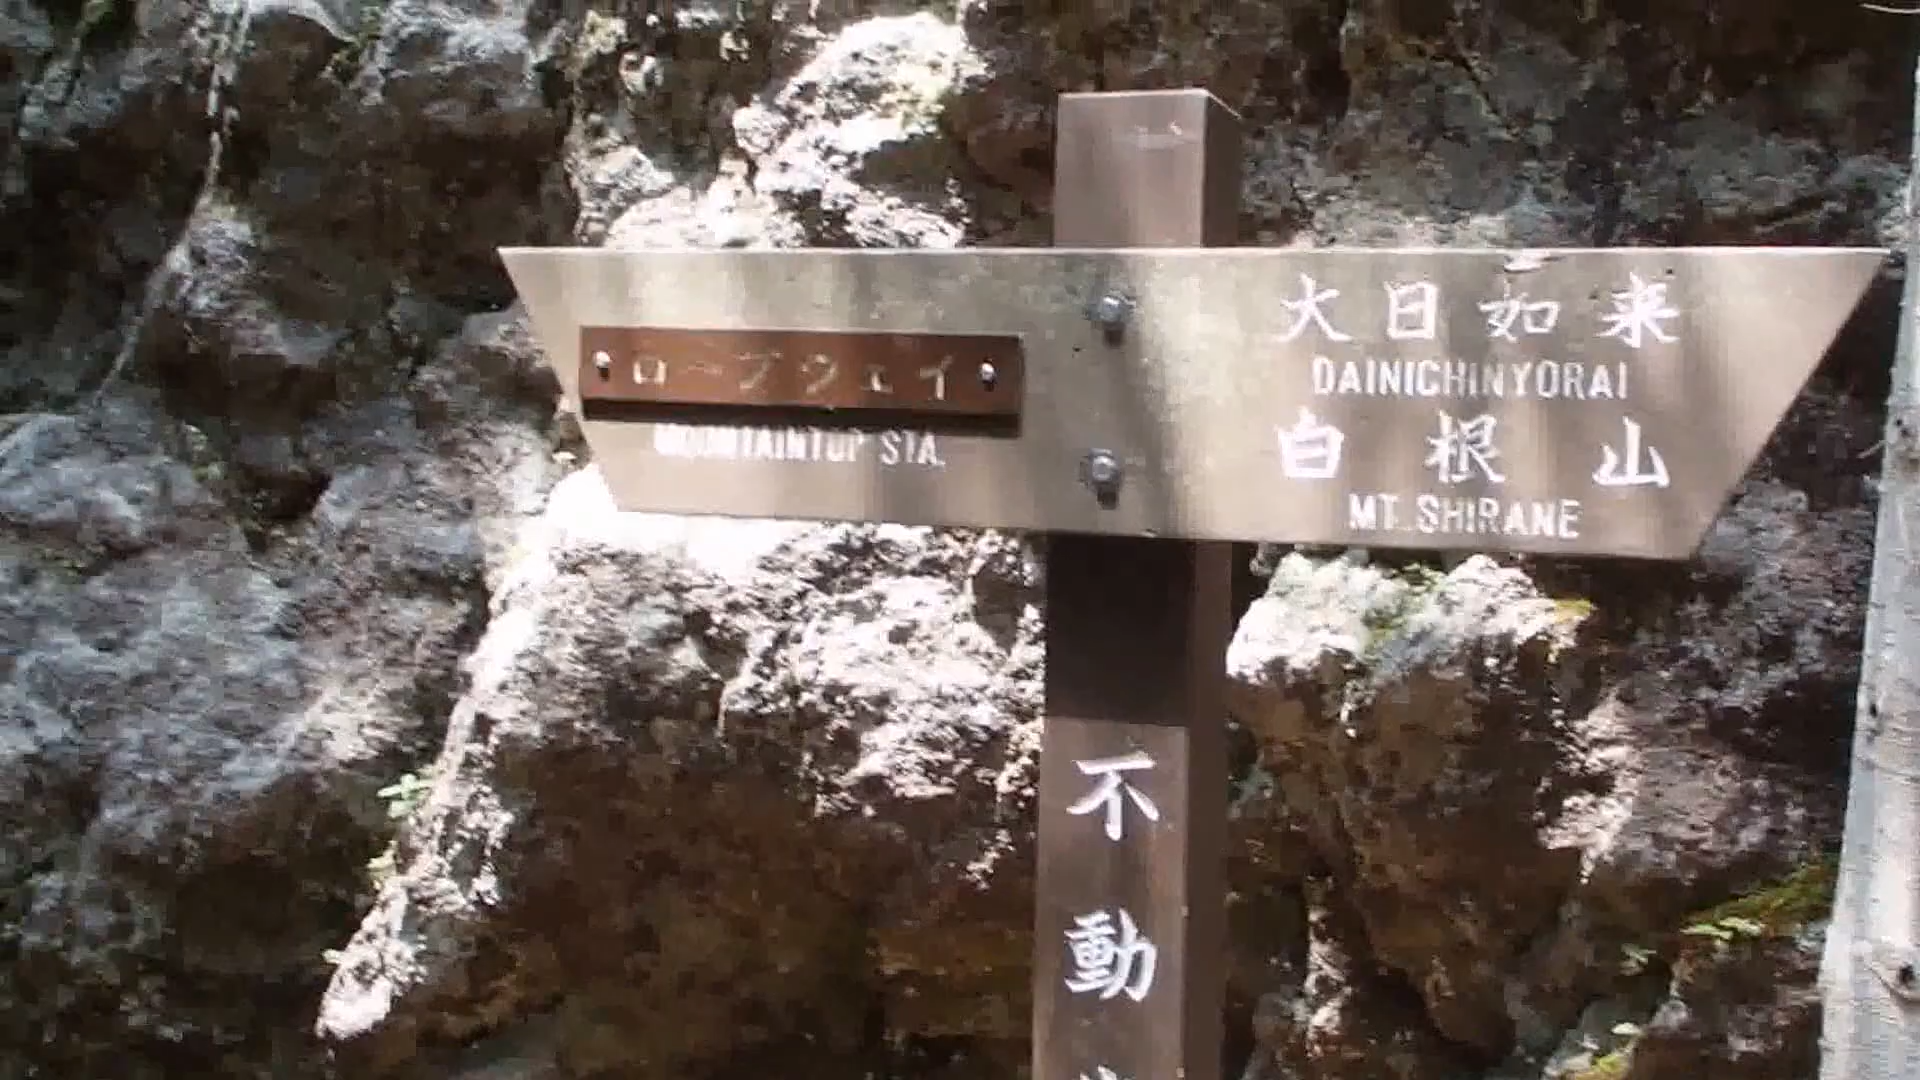 ロープウェイ
MOUNTAINTOP STA.
大日如来
DAINICHINYORAI
白根山
MT. SHIRANE
不動